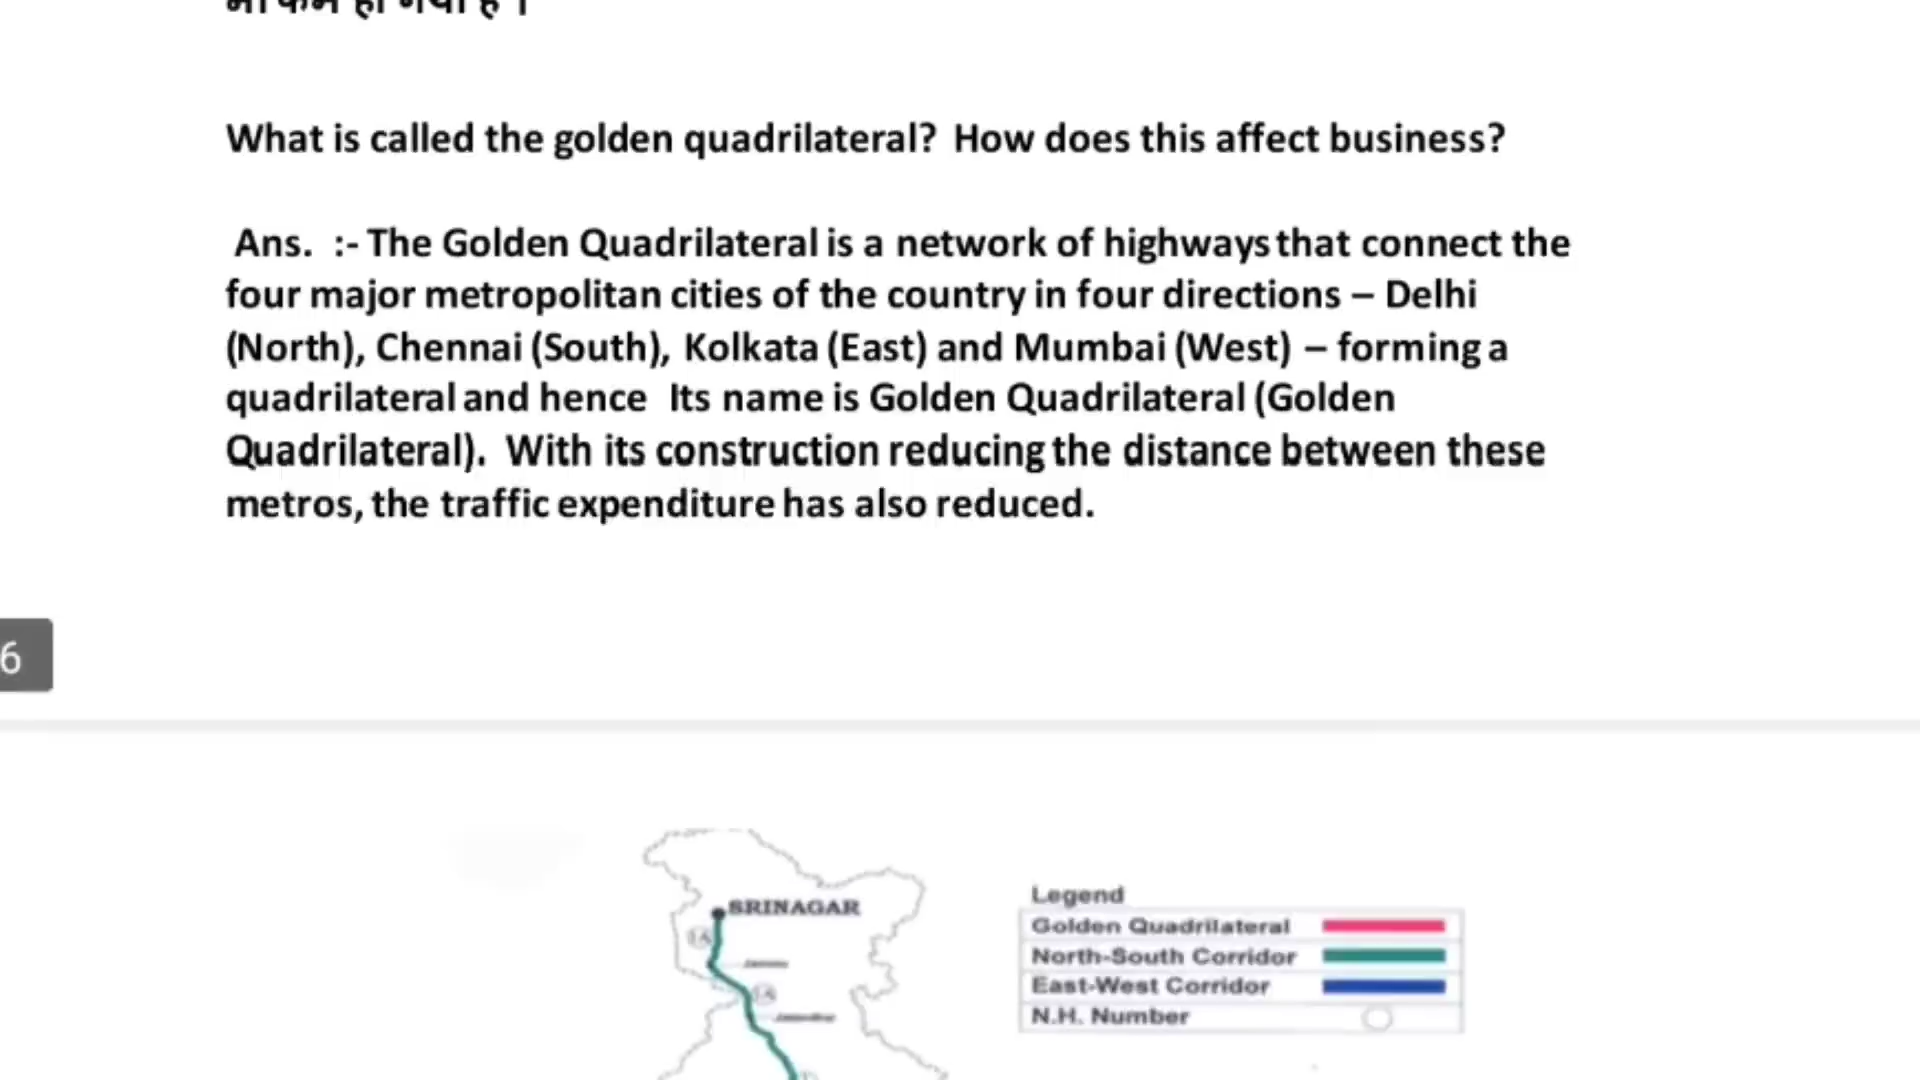 What is called the golden quadrilateral? How does this affect business?
Ans. :- The Golden Quadrilateral is a network of highways that connect the
four major metropolitan cities of the country in four directions – Delhi
(North), Chennai (South), Kolkata (East) and Mumbai (West) – forming a
quadrilateral and hence Its name is Golden Quadrilateral (Golden
Quadrilateral). With its construction reducing the distance between these
metros, the traffic expenditure has also reduced.
6
SRINAGAR
1A
1A
Legend
Golden Quadrilateral
North-South Corridor
East-West Corridor
N.H. Number